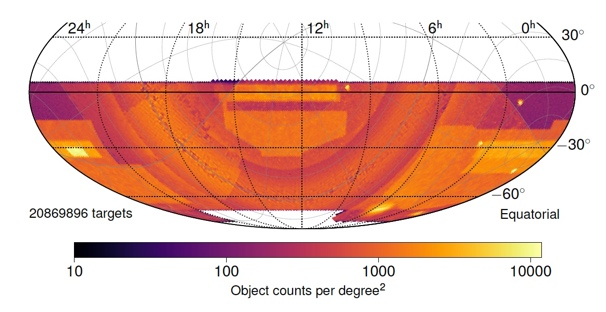 24h 18h 12h 6h 0h
30°
0°
−30°
−60°
20869896 targets Equatorial
10 100 1000 10000
Object counts per degree2